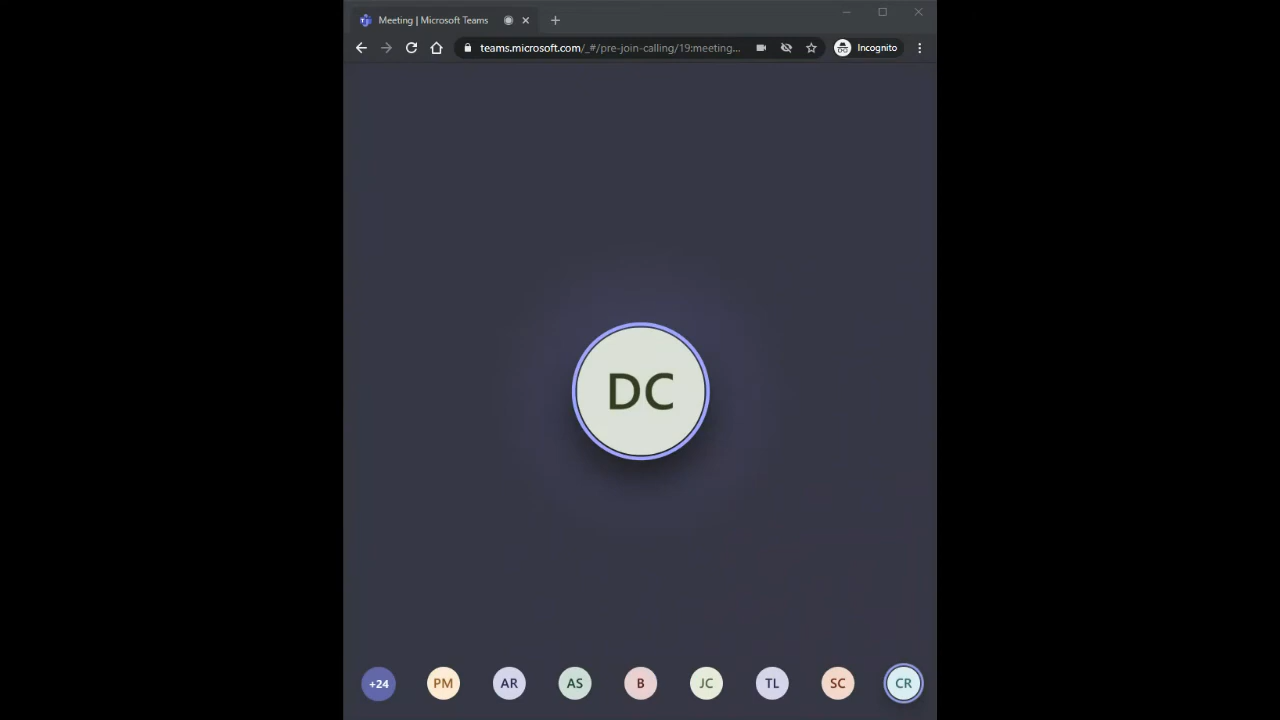 Meeting | Microsoft Teams
teams.microsoft.com/_#/pre-join-calling/19:meeting...
Incognito
DC
+24 PM AR AS B JC TL SC CR